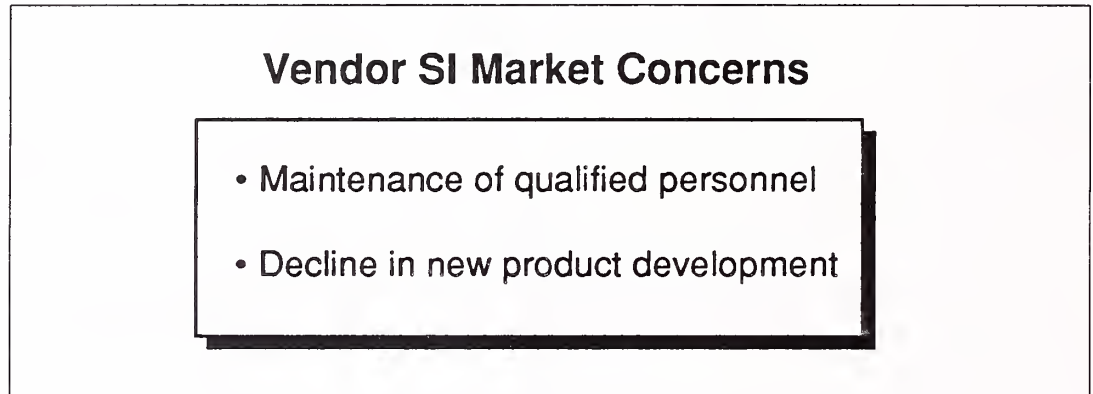 Vendor SI Market Concerns
• Maintenance of qualified personnel
• Decline in new product development